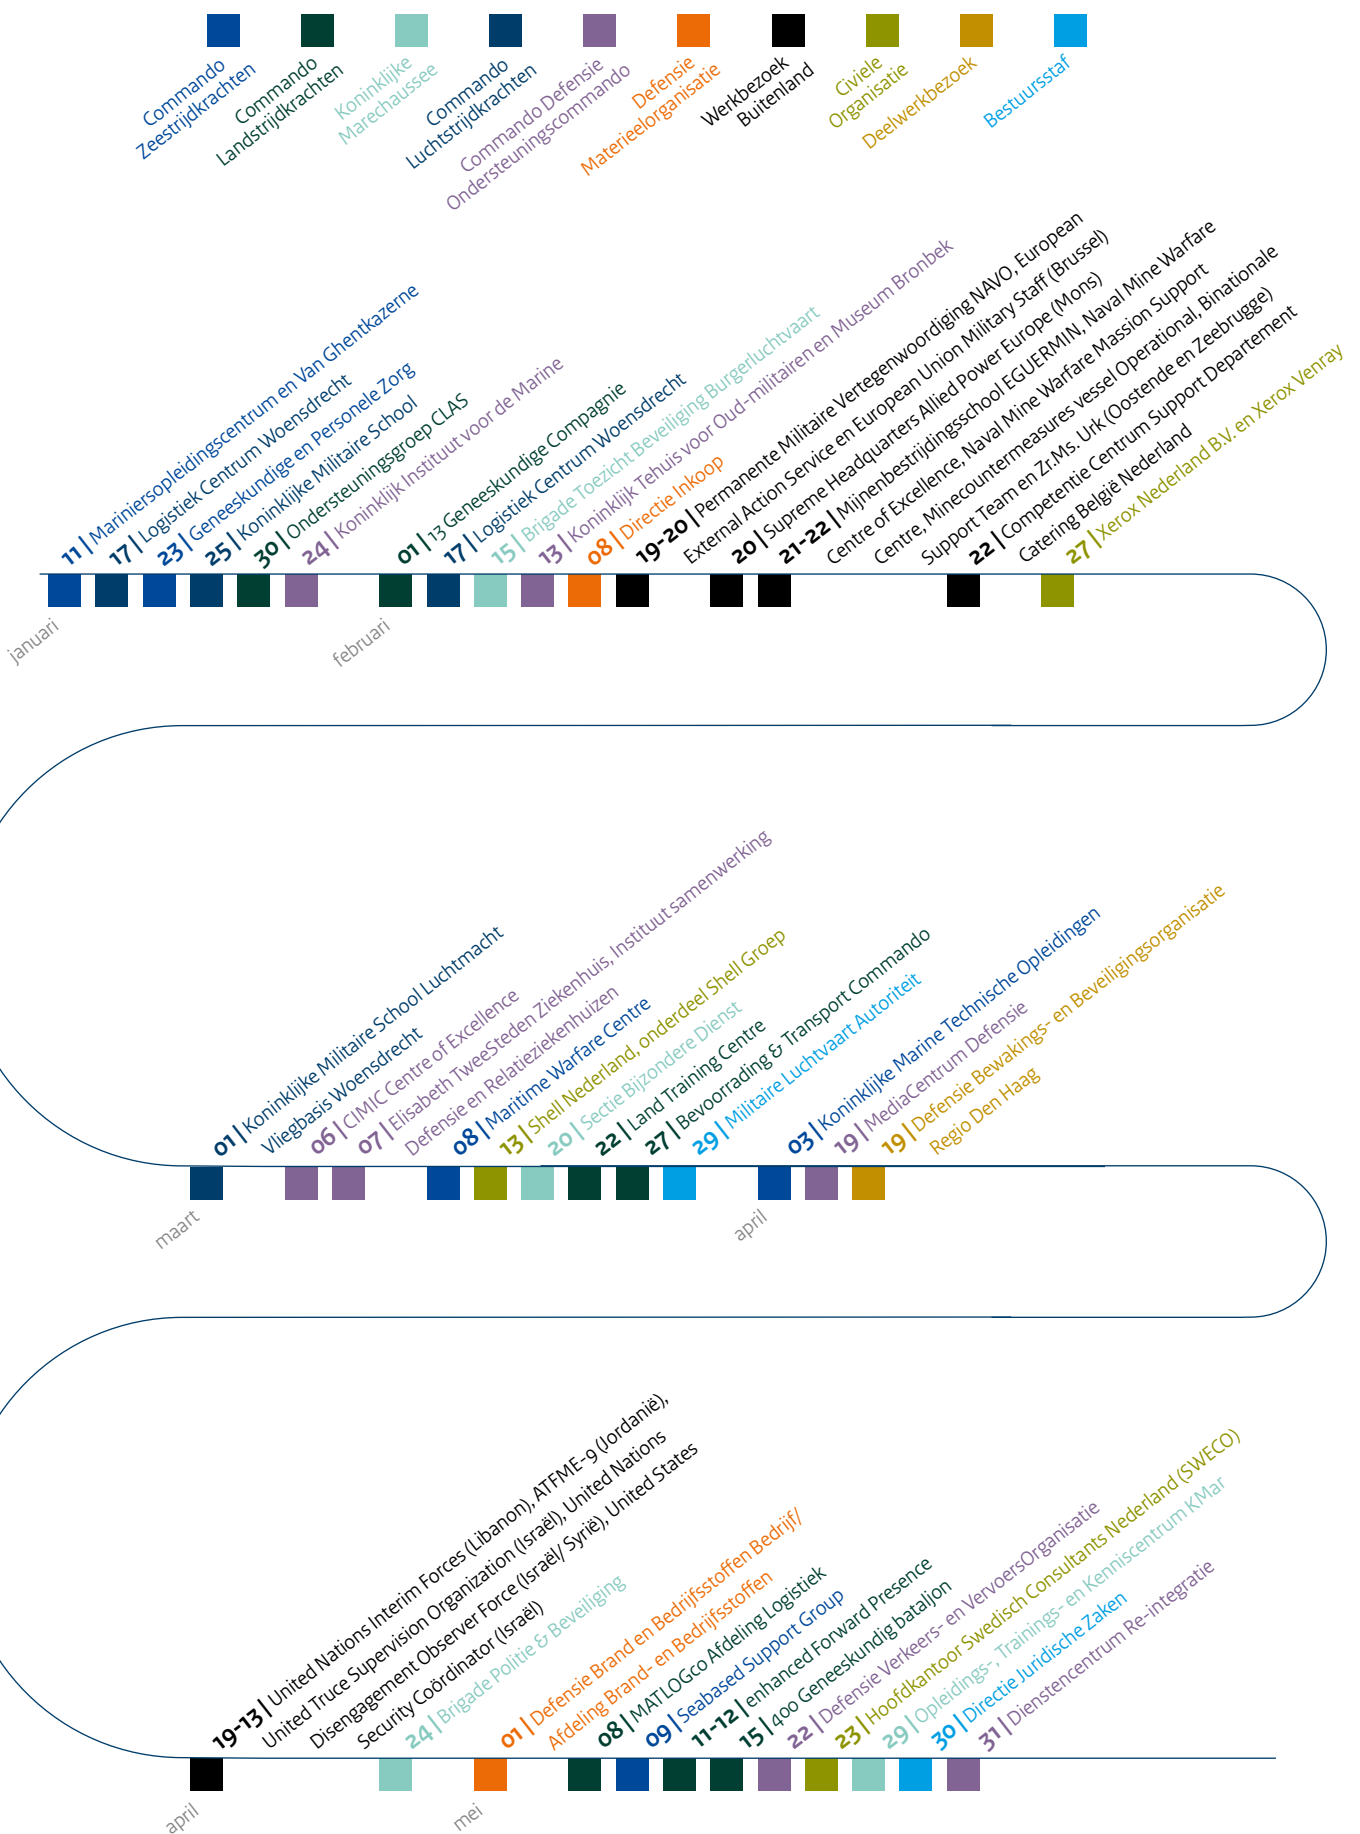 Commando
Zeestrijdkrachten
Commando
Landstrijdkrachten
Koninklijke
Marechaussee
Commando
Luchtstrijdkrachten
Commando Defensie
Ondersteuningscommando
Defensie
Materieelorganisatie
Werkbezoek
Buitenland
Civiele
Organisatie
Deelwerkbezoek
Bestuursstaf
11 | Mariniersopleidingscentrum en Van Ghentkazerne
17 | Logistiek Centrum Woensdrecht
23 | Geneeskundige en Personele Zorg
25 | Koninklijke Militaire School
30 | Ondersteuningsgroep CLAS
24 | Koninklijk Instituut voor de Marine
01 | 13 Geneeskundige Compagnie
17 | Logistiek Centrum Woensdrecht
15 | Brigade Toezicht Beveiliging Burgerluchtvaart
13 | Koninklijk Tehuis voor Oud-militairen en Museum Bronbek
08 | Directie Inkoop
19-20 | Permanente Militaire Vertegenwoordiging NAVO, European
External Action Service en European Union Military Staff (Brussel)
20 | Supreme Headquarters Allied Power Europe (Mons)
21-22 | Mijnenbestrijdingsschool EGUERMIN, Naval Mine Warfare
Centre of Excellence, Naval Mine Warfare Massion Support
Centre, Minecountermeasures vessel Operational, Binationale
Support Team en Zr.Ms. Urk (Oostende en Zeebrugge)
22 | Competentie Centrum Support Departement
Catering België Nederland
27 | Xerox Nederland B.V. en Xerox Venray
januari
februari
01 | Koninklijke Militaire School Luchtmacht
Vliegbasis Woensdrecht
06 | CIMIC Centre of Excellence
07 | Elisabeth TweeSteden Ziekenhuis, Instituut samenwerking
Defensie en Relatieziekenhuizen
08 | Maritime Warfare Centre
13 | Shell Nederland, onderdeel Shell Groep
20 | Sectie Bijzondere Dienst
22 | Land Training Centre
27 | Bevoorrading & Transport Commando
29 | Militaire Luchtvaart Autoriteit
03 | Koninklijke Marine Technische Opleidingen
19 | MediaCentrum Defensie
19 | Defensie Bewakings- en Beveiligingsorganisatie
Regio Den Haag
maart
april
19-13 | United Nations Interim Forces (Libanon), ATFME-9 (Jordanië),
United Truce Supervision Organization (Israël), United Nations
Disengagement Observer Force (Israël/ Syrië), United States
Security Coördinator (Israël)
24 | Brigade Politie & Beveiliging
01 | Defensie Brand en Bedrijfsstoffen Bedrijf/
Afdeling Brand- en Bedrijfsstoffen
08 | MATLOGco Afdeling Logistiek
09 | Seabased Support Group
11-12 | enhanced Forward Presence
15 | 400 Geneeskundig bataljon
22 | Defensie Verkeers- en VervoersOrganisatie
23 | Hoofdkantoor Swedisch Consultants Nederland (SWECO)
29 | Opleidings-, Trainings- en Kenniscentrum KMar
30 | Directie Juridische Zaken
31 | Dienstencentrum Re-integratie
april
mei